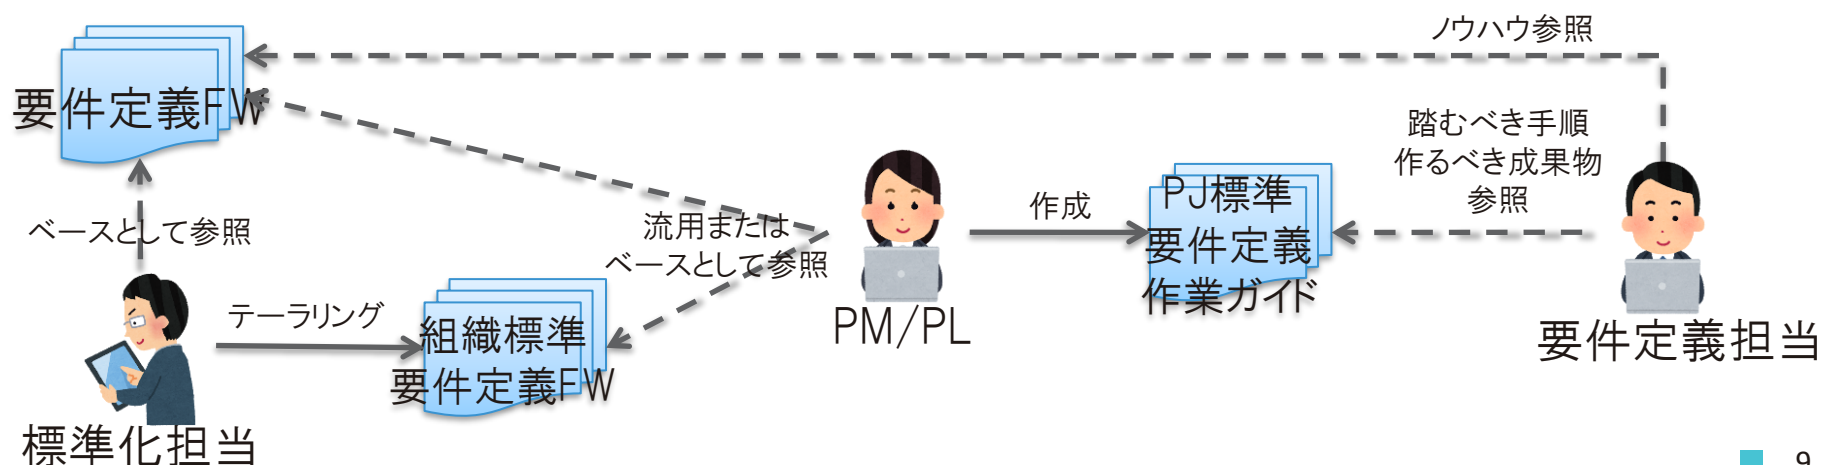 ノウハウ参照
要件定義FW
踏むべき手順
作るべき成果物
参照
ベースとして参照
流用または
ベースとして参照
作成
PJ標準
要件定義
作業ガイド
テーラリング
組織標準
要件定義FW
PM/PL
要件定義担当
標準化担当
9